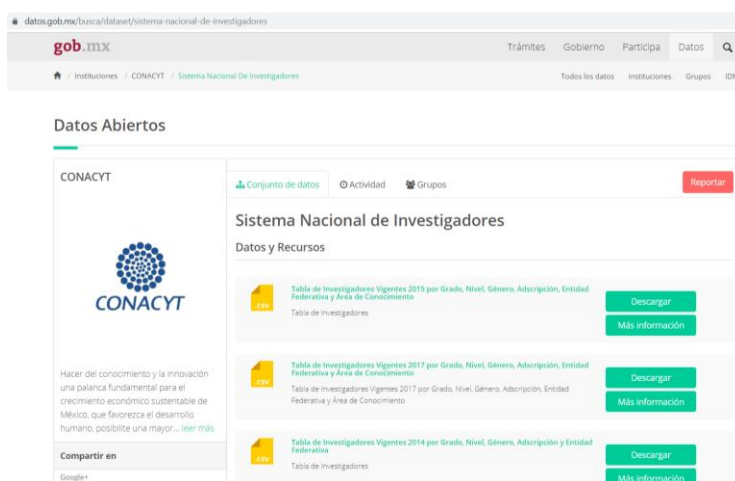 datos.gob.mx/busca/dataset/sistema-nacional-de-investigadores
gob.mx
Trámites Gobierno Participa Datos
/ Instituciones / CONACYT / Sistema Nacional De Investigadores
Todos los datos Instituciones Grupos
Datos Abiertos
CONACYT
Conjunto de datos Actividad Grupos
Reportar
Sistema Nacional de Investigadores
Datos y Recursos
CONACYT
.csv
Tabla de Investigadores Vigentes 2015 por Grado, Nivel, Género, Adscripción, Entidad
Federativa y Área de Conocimiento
Tabla de Investigadores
Descargar
Más información
.csv
Tabla de Investigadores Vigentes 2017 por Grado, Nivel, Género, Adscripción, Entidad
Federativa y Área de Conocimiento
Tabla de Investigadores Vigentes 2017 por Grado, Nivel, Género, Adscripción, Entidad
Federativa y Área de Conocimiento
Descargar
Más información
.csv
Tabla de Investigadores Vigentes 2014 por Grado, Nivel, Género, Adscripción y Entidad
Federativa
Tabla de Investigadores
Descargar
Más información
Hacer del conocimiento y la innovación
una palanca fundamental para el
crecimiento económico sustentable de
México, que favorezca el desarrollo
humano, posibilite una mayor... leer más
Compartir en
Google+